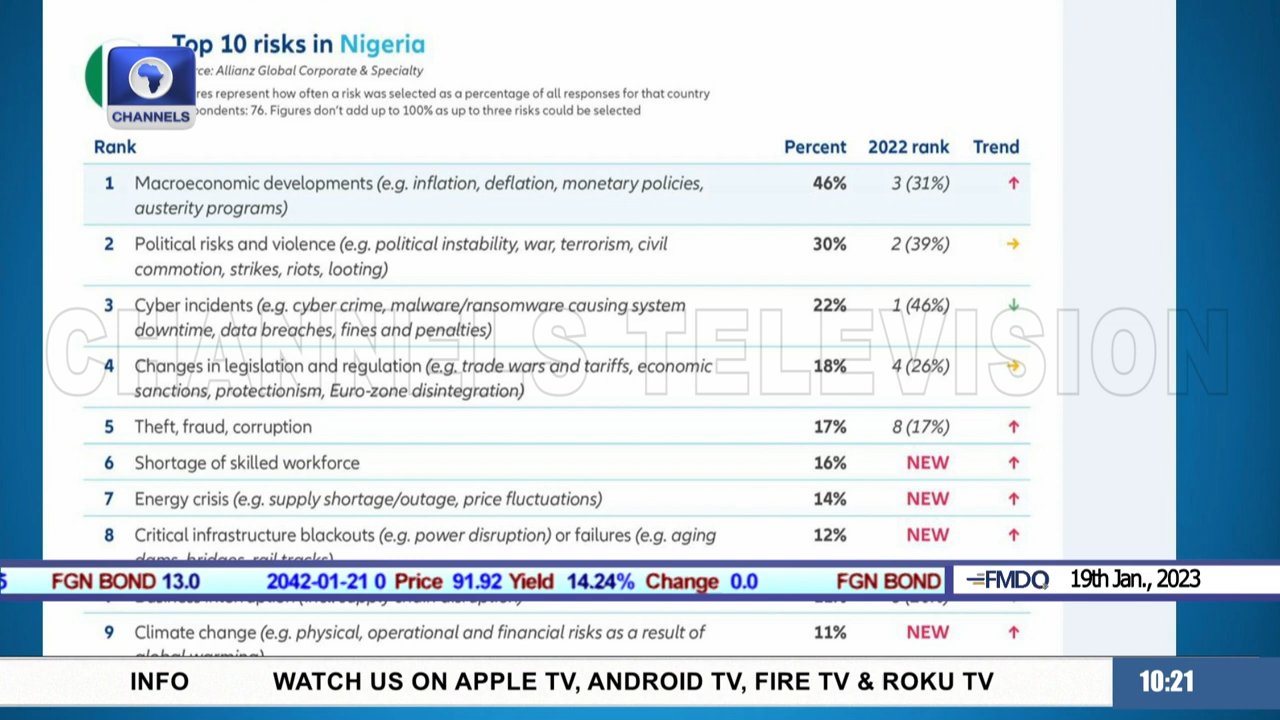 Top 10 risks in Nigeria
rce: Allianz Global Corporate & Specialty
res represent how often a risk was selected as a percentage of all responses for that country
pondents: 76. Figures don't add up to 100% as up to three risks could be selected
CHANNELS
Rank Percent 2022 rank Trend
1 Macroeconomic developments (e.g. inflation, deflation, monetary policies, 46% 3 (31%) ↑
austerity programs)
2 Political risks and violence (e.g. political instability, war, terrorism, civil 30% 2 (39%) →
commotion, strikes, riots, looting)
3 Cyber incidents (e.g. cyber crime, malware/ransomware causing system 22% 1 (46%) ↓
downtime, data breaches, fines and penalties)
CHANNELS TELEVISION
4 Changes in legislation and regulation (e.g. trade wars and tariffs, economic 18% 4 (26%) →
sanctions, protectionism, Euro-zone disintegration)
5 Theft, fraud, corruption 17% 8 (17%) ↑
6 Shortage of skilled workforce 16% NEW ↑
7 Energy crisis (e.g. supply shortage/outage, price fluctuations) 14% NEW ↑
8 Critical infrastructure blackouts (e.g. power disruption) or failures (e.g. aging 12% NEW ↑
dams, bridges, rail tracks)
FGN BOND 13.0 2042-01-21 0 Price 91.92 Yield 14.24% Change 0.0 FGN BOND FMDQ 19th Jan., 2023
9 Climate change (e.g. physical, operational and financial risks as a result of 11% NEW ↑
global warming)
INFO WATCH US ON APPLE TV, ANDROID TV, FIRE TV & ROKU TV 10:21